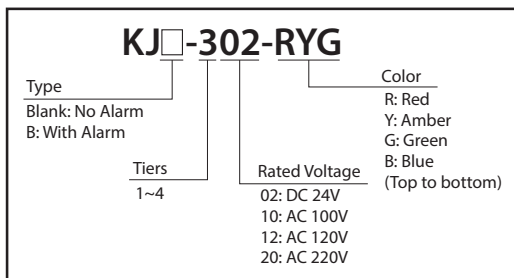 KJ□-302-RYG
Type
Blank: No Alarm
B: With Alarm
Tiers
1~4
Rated Voltage
02: DC 24V
10: AC 100V
12: AC 120V
20: AC 220V
Color
R: Red
Y: Amber
G: Green
B: Blue
(Top to bottom)